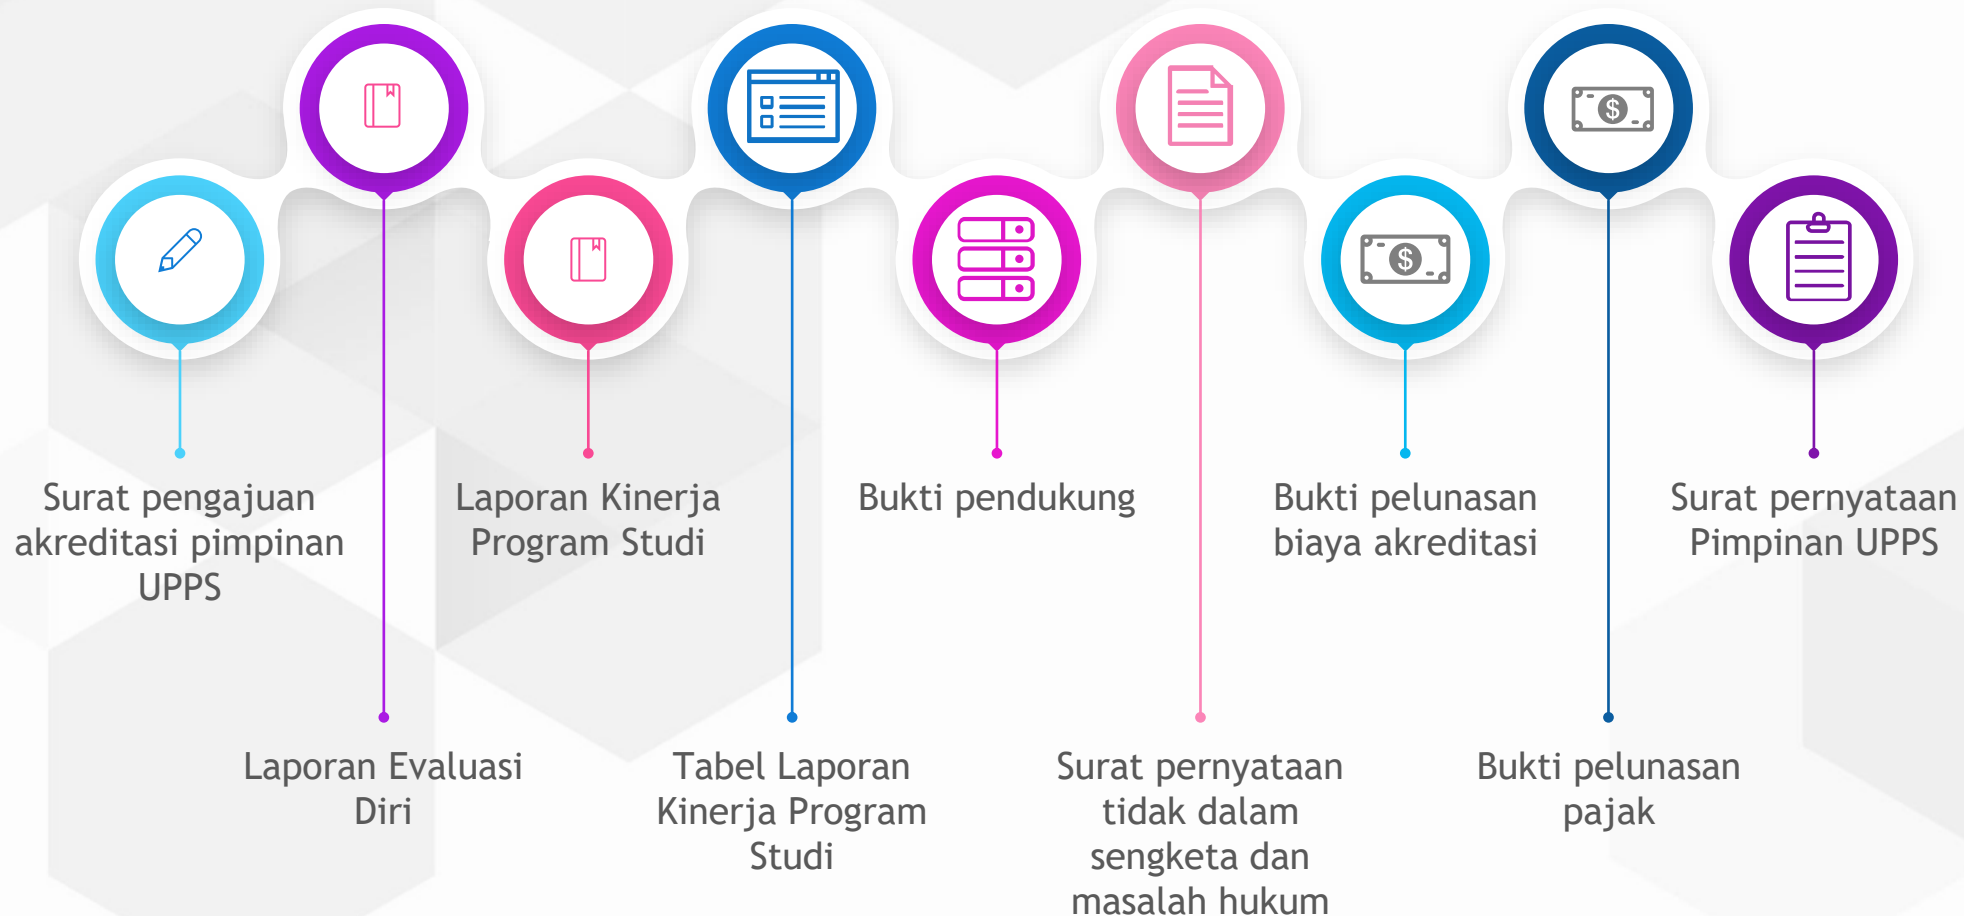 Surat pengajuan
akreditasi pimpinan
UPPS
Laporan Evaluasi
Diri
Laporan Kinerja
Program Studi
Tabel Laporan
Kinerja Program
Studi
Bukti pendukung
Surat pernyataan
tidak dalam
sengketa dan
masalah hukum
Bukti pelunasan
biaya akreditasi
Bukti pelunasan
pajak
Surat pernyataan
Pimpinan UPPS